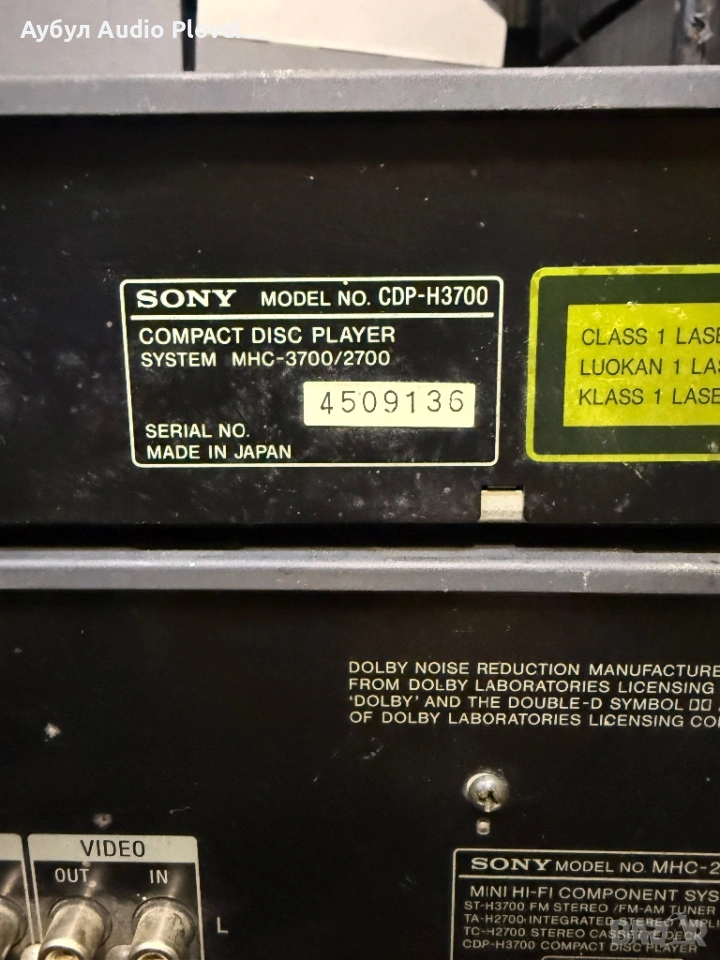 Аубул Audio Plovdi
SONY MODEL NO. CDP-H3700
COMPACT DISC PLAYER
SYSTEM MHC-3700/2700
4509136
SERIAL NO.
MADE IN JAPAN
CLASS 1 LASE
LUOKAN 1 LAS
KLASS 1 LASE
DOLBY NOISE REDUCTION MANUFACTURE
FROM DOLBY LABORATORIES LICENSING
'DOLBY' AND THE DOUBLE-D SYMBOL
OF DOLBY LABORATORIES LICENSING CO
VIDEO
OUT IN
L
SONY MODEL NO. MHC-2
MINI HI-FI COMPONENT SYS
ST-H3700 FM STEREO/FM-AM TUNER
TA-H2700 INTEGRATED STEREO AMPLI
TC-H2700 STEREO CASSETTE DECK
CDP-H3700 COMPACT DISC PLAYER